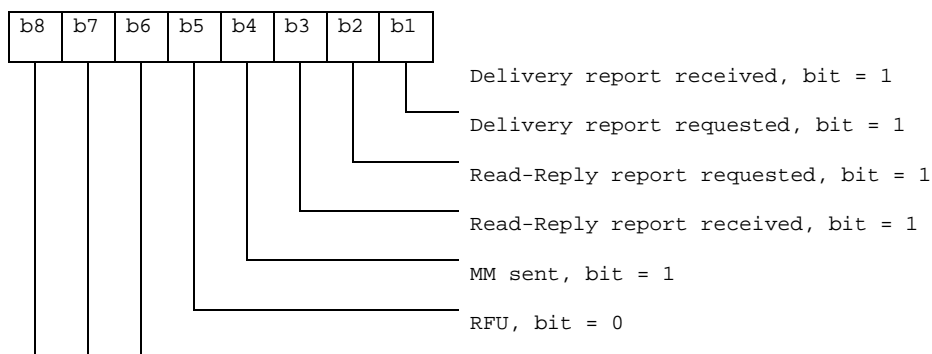 b8 b7 b6 b5 b4 b3 b2 b1
Delivery report received, bit = 1
Delivery report requested, bit = 1
Read-Reply report requested, bit = 1
Read-Reply report received, bit = 1
MM sent, bit = 1
RFU, bit = 0